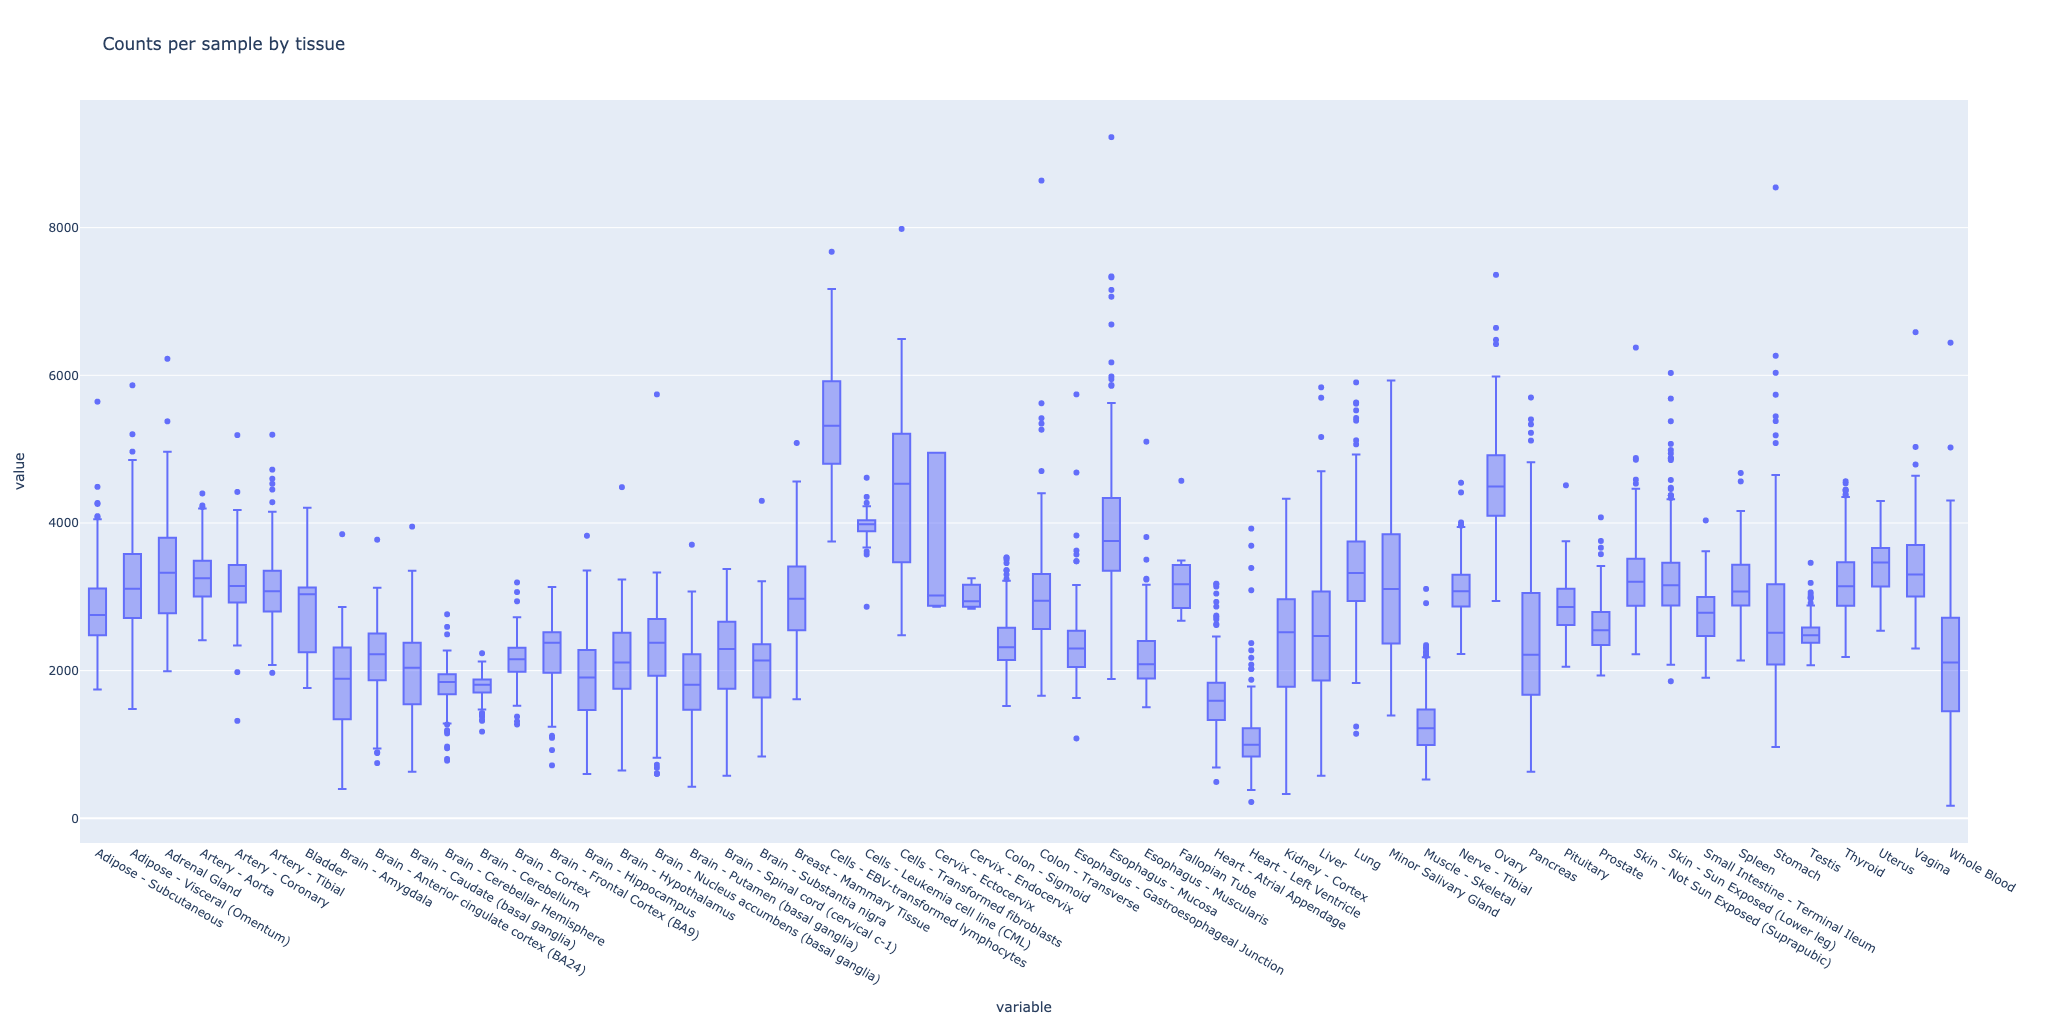 Counts per sample by tissue
value
8000
6000
4000
2000
0
Adipose - Subcutaneous
Adipose - Visceral (Omentum)
Adrenal Gland
Artery - Aorta
Artery - Coronary
Artery - Tibial
Bladder
Brain - Amygdala
Brain - Anterior cingulate cortex (BA24)
Brain - Caudate (basal ganglia)
Brain - Cerebellar Hemisphere
Brain - Cerebellum
Brain - Cortex
Brain - Frontal Cortex (BA9)
Brain - Hippocampus
Brain - Hypothalamus
Brain - Nucleus accumbens (basal ganglia)
Brain - Putamen (basal ganglia)
Brain - Spinal cord (cervical c-1)
Brain - Substantia nigra
Breast - Mammary Tissue
Cells - EBV-transformed lymphocytes
Cells - Leukemia cell line (CML)
Cells - Transformed fibroblasts
Cervix - Ectocervix
Cervix - Endocervix
Colon - Sigmoid
Colon - Transverse
Esophagus - Gastroesophageal Junction
Esophagus - Mucosa
Esophagus - Muscularis
Fallopian Tube
Heart - Atrial Appendage
Heart - Left Ventricle
Kidney - Cortex
Liver
Lung
Minor Salivary Gland
Muscle - Skeletal
Nerve - Tibial
Ovary
Pancreas
Pituitary
Prostate
Skin - Not Sun Exposed (Suprapubic)
Skin - Sun Exposed (Lower leg)
Small Intestine - Terminal Ileum
Spleen
Stomach
Testis
Thyroid
Uterus
Vagina
Whole Blood
variable